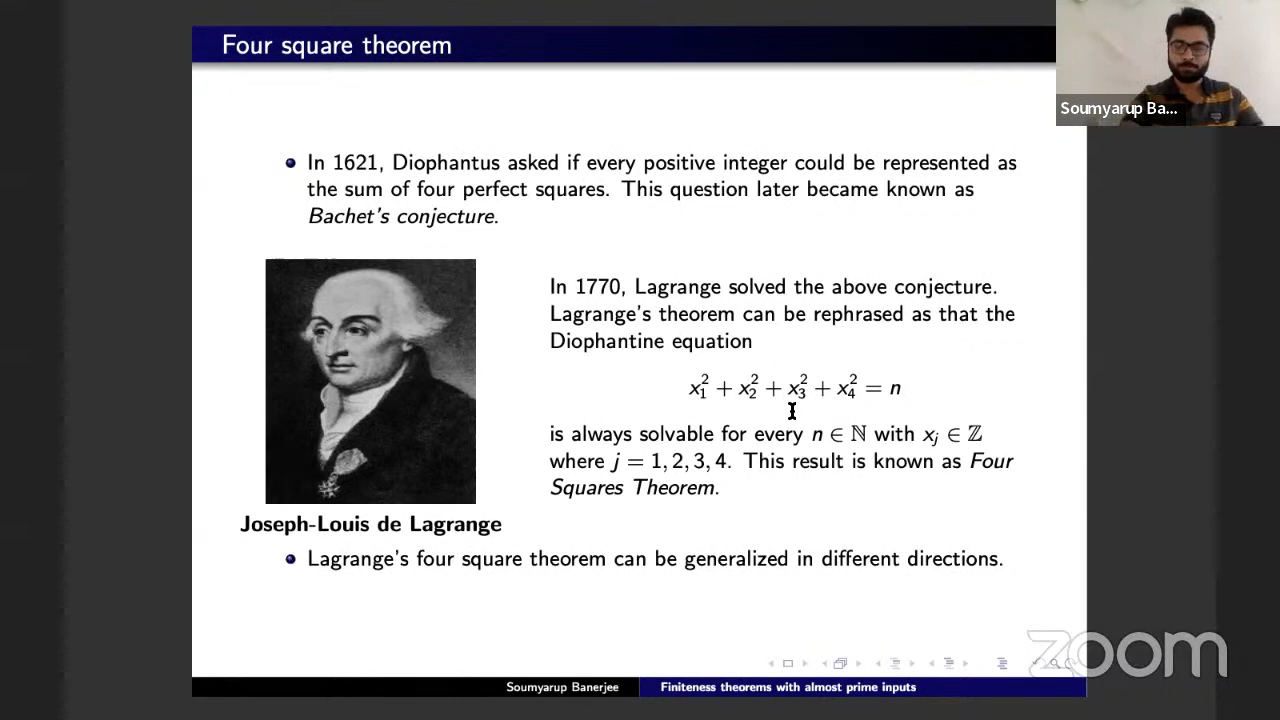 Four square theorem
Soumyarup Ba...
In 1621, Diophantus asked if every positive integer could be represented as
the sum of four perfect squares. This question later became known as
Bachet's conjecture.
In 1770, Lagrange solved the above conjecture.
Lagrange's theorem can be rephrased as that the
Diophantine equation
x₁² + x₂² + x₃² + x₄² = n
is always solvable for every n ∈ ℕ with xⱼ ∈ ℤ
where j = 1, 2, 3, 4. This result is known as Four
Squares Theorem.
Joseph-Louis de Lagrange
Lagrange's four square theorem can be generalized in different directions.
zoom
Soumyarup Banerjee
Finiteness theorems with almost prime inputs